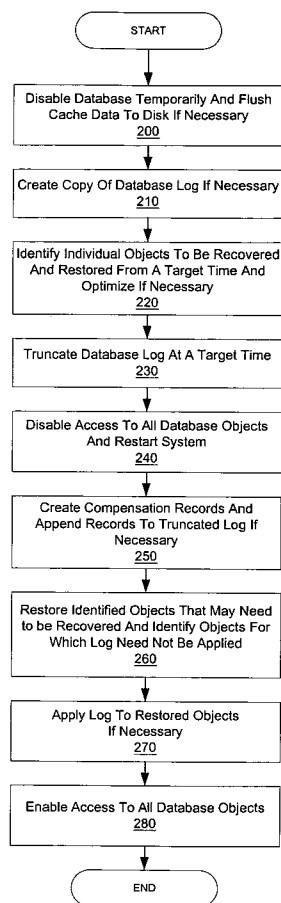 START
Disable Database Temporarily And Flush
Cache Data To Disk If Necessary
200
Create Copy Of Database Log If Necessary
210
Identify Individual Objects To Be Recovered
And Restored From A Target Time And
Optimize If Necessary
220
Truncate Database Log At A Target Time
230
Disable Access To All Database Objects
And Restart System
240
Create Compensation Records And
Append Records To Truncated Log If
Necessary
250
Restore Identified Objects That May Need
to be Recovered And Identify Objects For
Which Log Need Not Be Applied
260
Apply Log To Restored Objects
If Necessary
270
Enable Access To All Database Objects
280
END